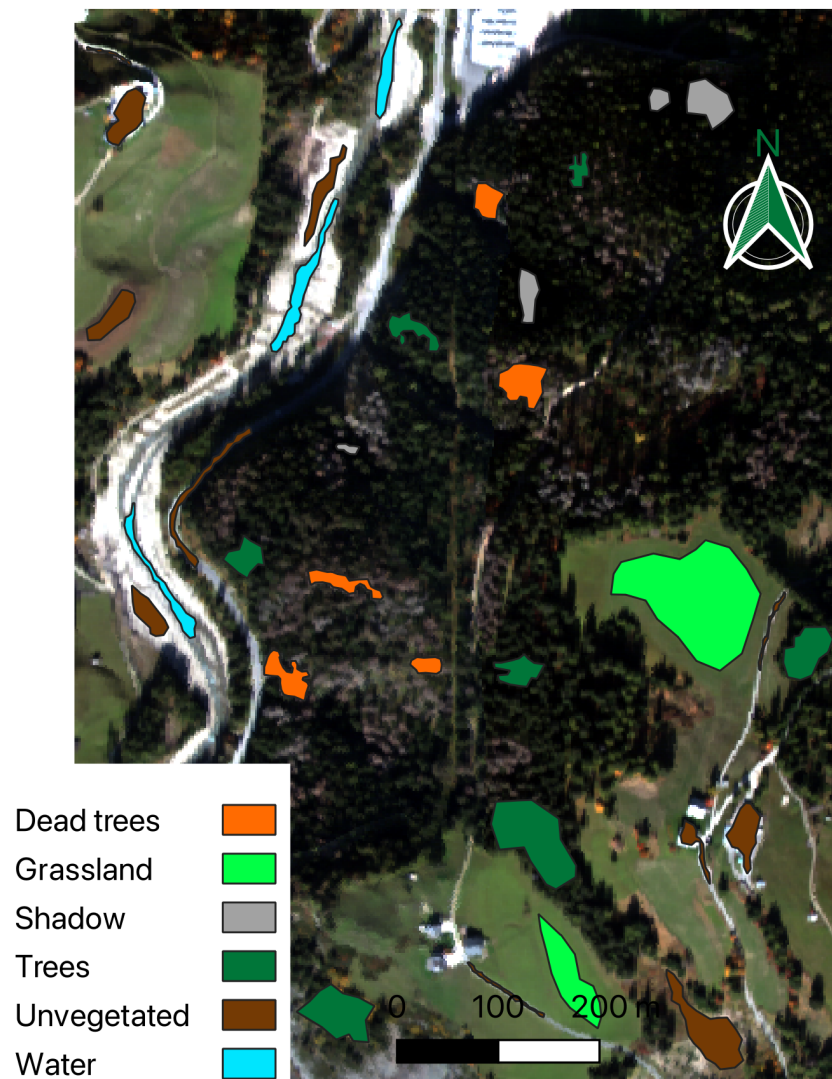 N
Dead trees
Grassland
Shadow
Trees
Unvegetated
Water
0 100 200 m